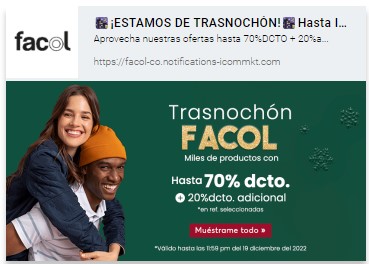 facol
¡ESTAMOS DE TRASNOCHÓN! Hasta l...
Aprovecha nuestras ofertas hasta 70%DCTO + 20%a...
https://facol-co.notifications-icommkt.com
Trasnochón
FACOL
Miles de productos con
Hasta 70% dcto.
+ 20%dcto. adicional
*en ref. seleccionadas
Muéstrame todo »
*Válido hasta las 11:59 pm del 19 diciembre del 2022